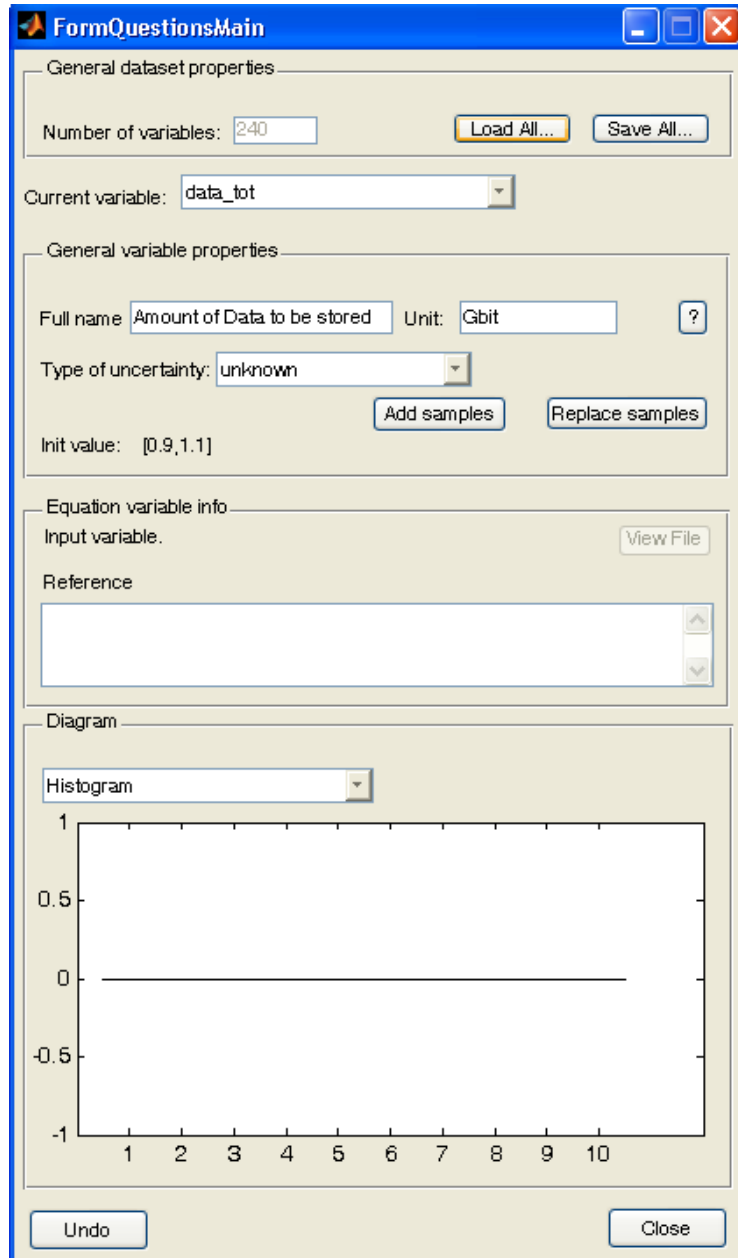 FormQuestionsMain
General dataset properties
Number of variables: 240 Load All... Save All...
Current variable: data_tot
General variable properties
Full name Amount of Data to be stored Unit: Gbit ?
Type of uncertainty: unknown
Add samples Replace samples
Init value: [0.9,1.1]
Equation variable info
Input variable. View File
Reference
Diagram
Histogram
1
0.5
0
-0.5
-1
1 2 3 4 5 6 7 8 9 10
Undo Close